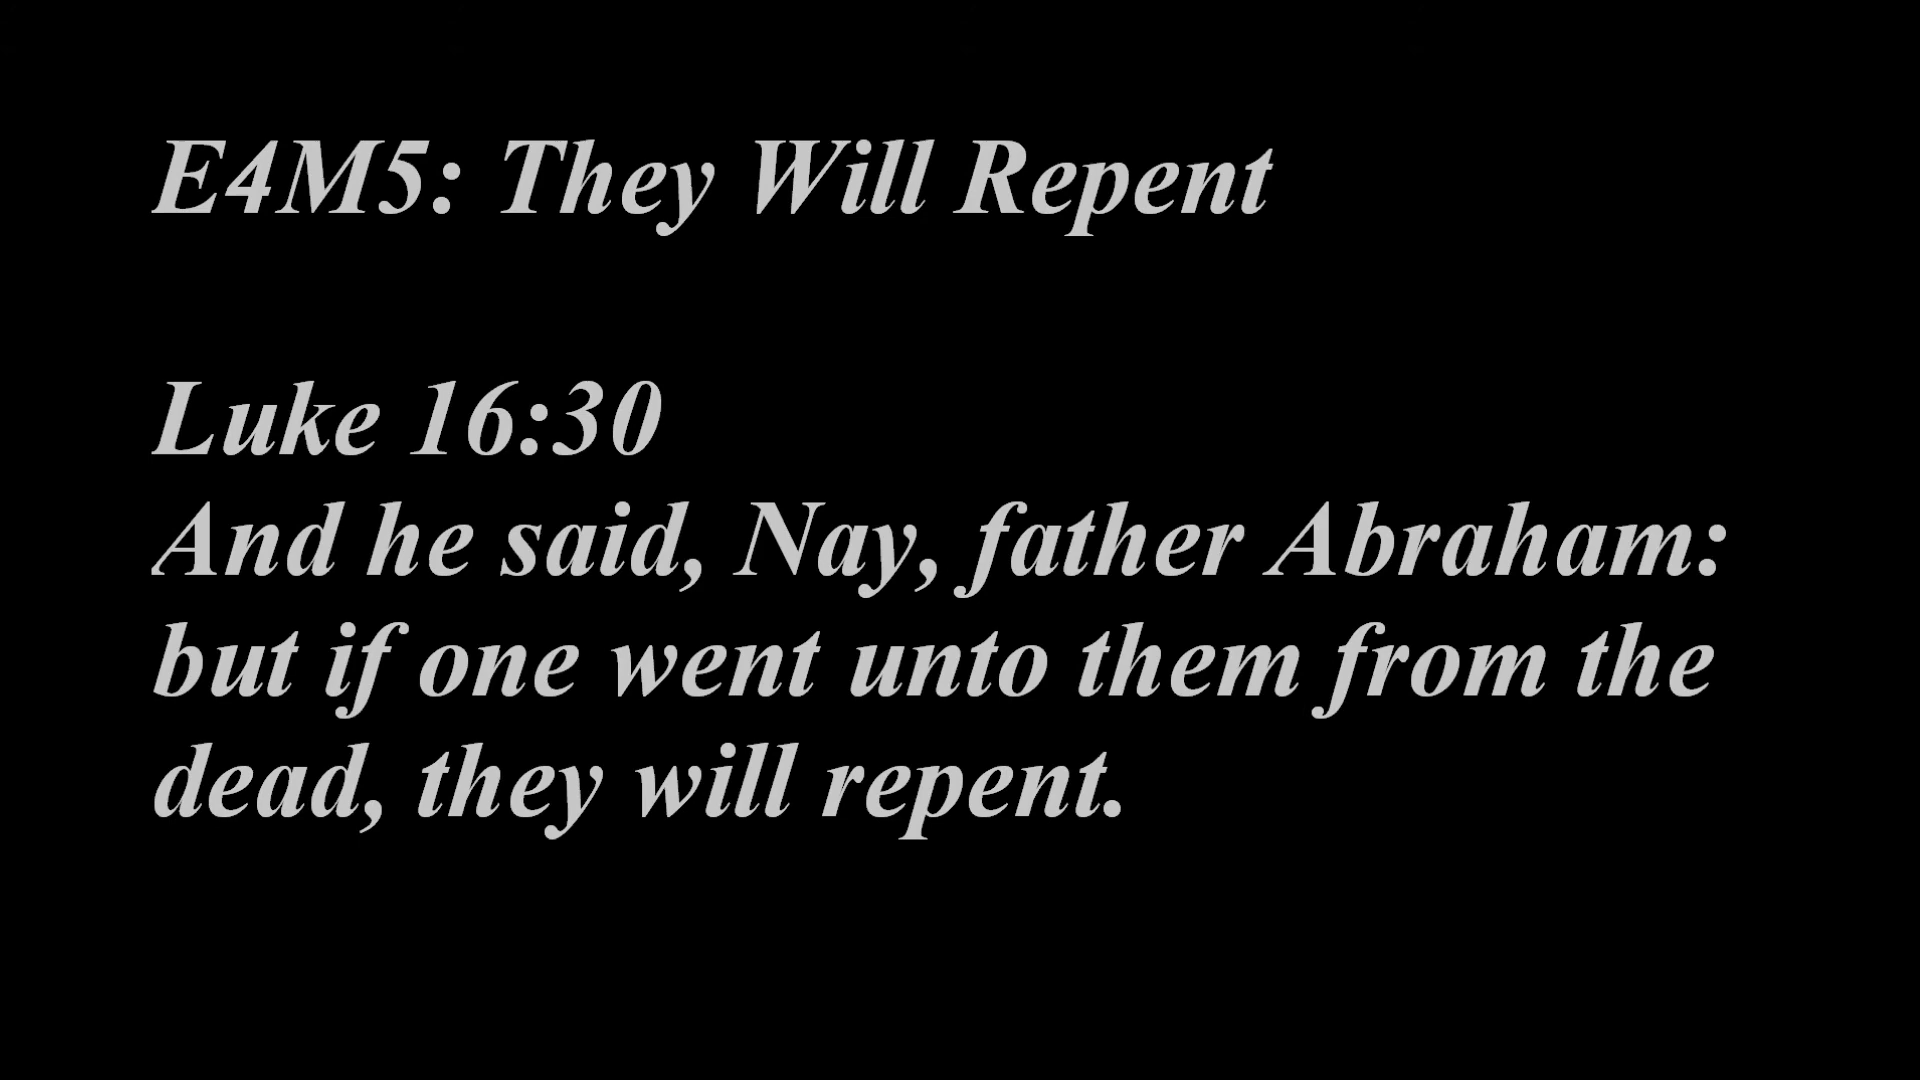 E4M5: They Will Repent
Luke 16:30
And he said, Nay, father Abraham:
but if one went unto them from the
dead, they will repent.